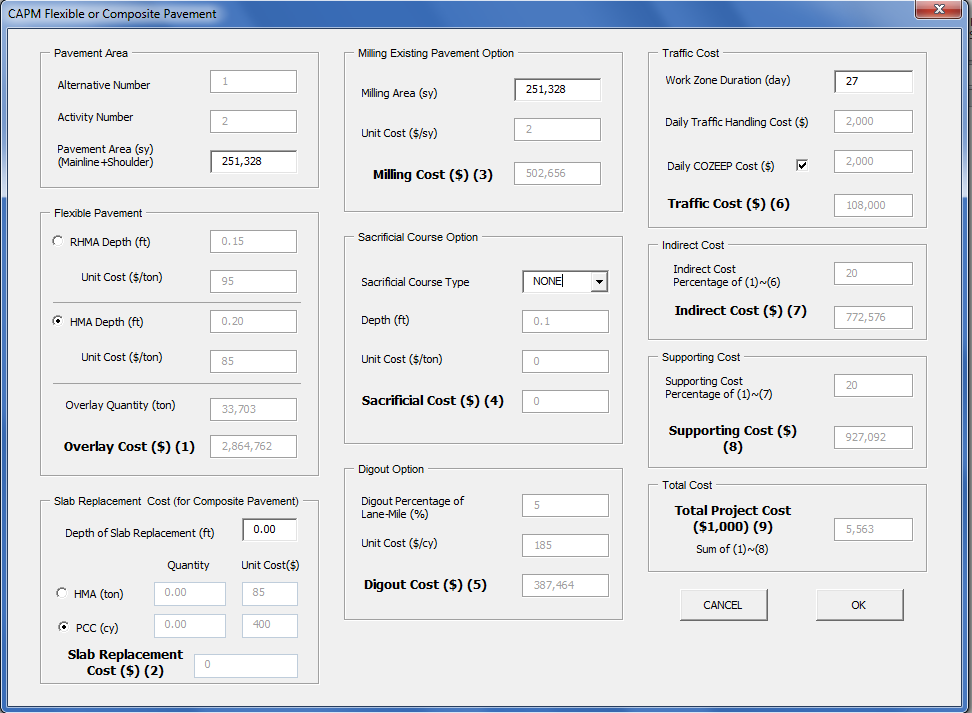 CAPM Flexible or Composite Pavement
Pavement Area
Alternative Number 1
Activity Number 2
Pavement Area (sy)
(Mainline+Shoulder) 251,328
Flexible Pavement
RHMA Depth (ft) 0.15
Unit Cost ($/ton) 95
HMA Depth (ft) 0.20
Unit Cost ($/ton) 85
Overlay Quantity (ton) 33,703
Overlay Cost ($) (1) 2,864,762
Slab Replacement Cost (for Composite Pavement)
Depth of Slab Replacement (ft) 0.00
Quantity Unit Cost($)
HMA (ton) 0.00 85
PCC (cy) 0.00 400
Slab Replacement
Cost ($) (2) 0
Milling Existing Pavement Option
Milling Area (sy) 251,328
Unit Cost ($/sy) 2
Milling Cost ($) (3) 502,656
Sacrificial Course Option
Sacrificial Course Type NONE
Depth (ft) 0.1
Unit Cost ($/ton) 0
Sacrificial Cost ($) (4) 0
Digout Option
Digout Percentage of
Lane-Mile (%) 5
Unit Cost ($/cy) 185
Digout Cost ($) (5) 387,464
Traffic Cost
Work Zone Duration (day) 27
Daily Traffic Handling Cost ($) 2,000
Daily COZEEP Cost ($) 2,000
Traffic Cost ($) (6) 108,000
Indirect Cost
Indirect Cost
Percentage of (1)~(6) 20
Indirect Cost ($) (7) 772,576
Supporting Cost
Supporting Cost
Percentage of (1)~(7) 20
Supporting Cost ($)
(8) 927,092
Total Cost
Total Project Cost
($1,000) (9) 5,563
Sum of (1)~(8)
CANCEL OK